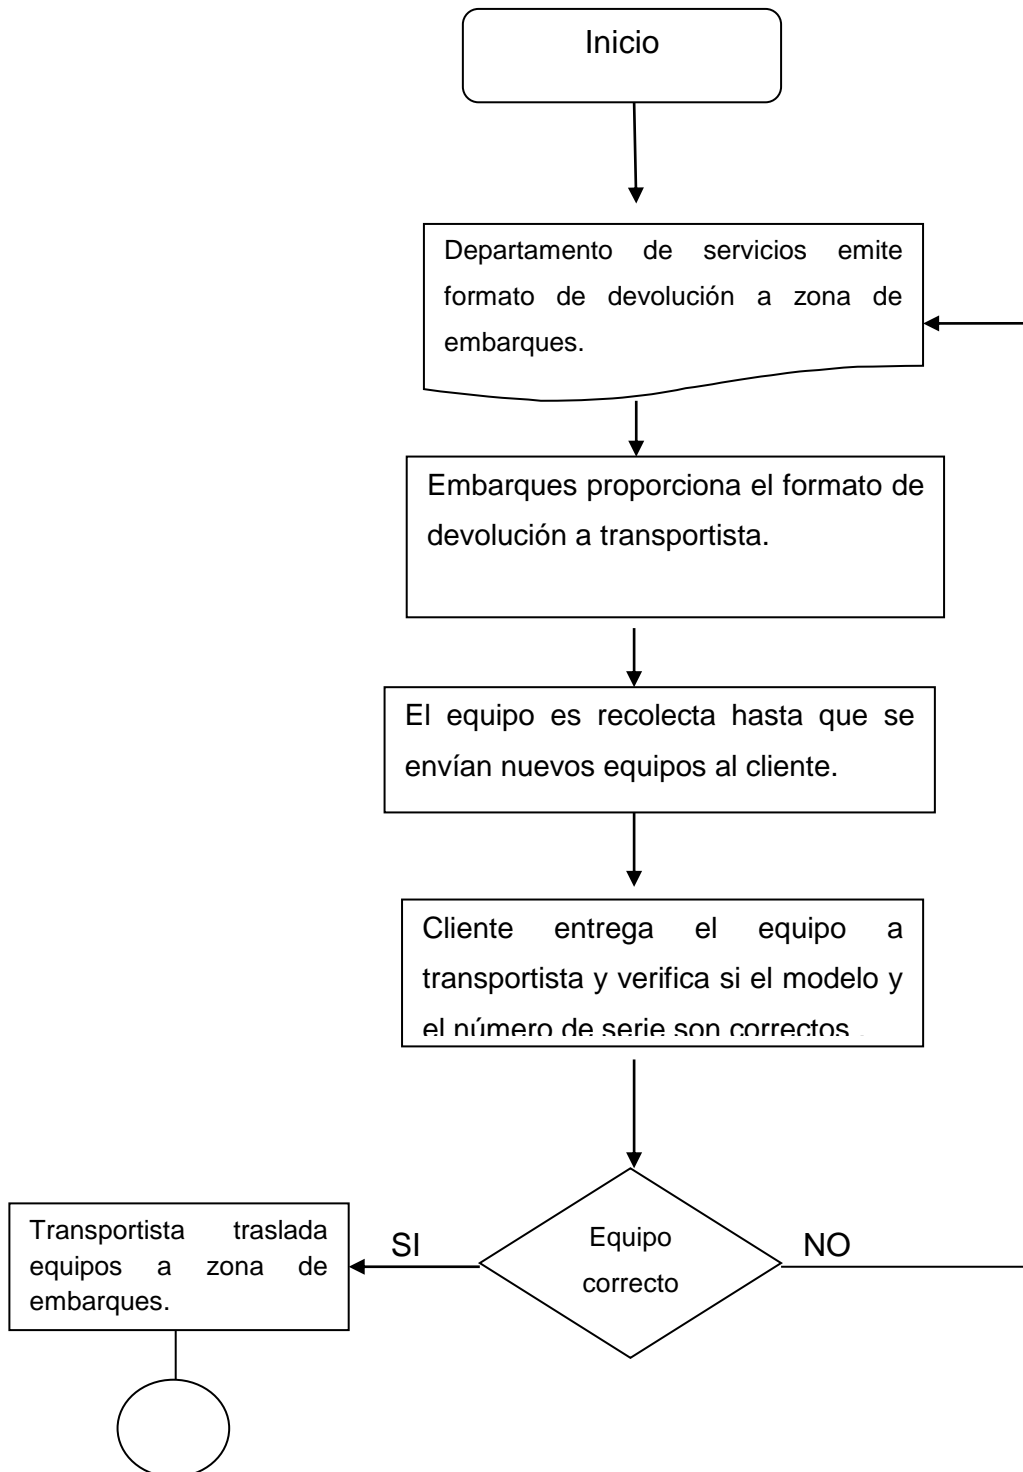 Inicio
Departamento de servicios emite
formato de devolución a zona de
embarques.
Embarques proporciona el formato de
devolución a transportista.
El equipo es recolecta hasta que se
envían nuevos equipos al cliente.
Cliente entrega el equipo a
transportista y verifica si el modelo y
el número de serie son correctos .
Equipo
correcto
SI
NO
Transportista traslada
equipos a zona de
embarques.